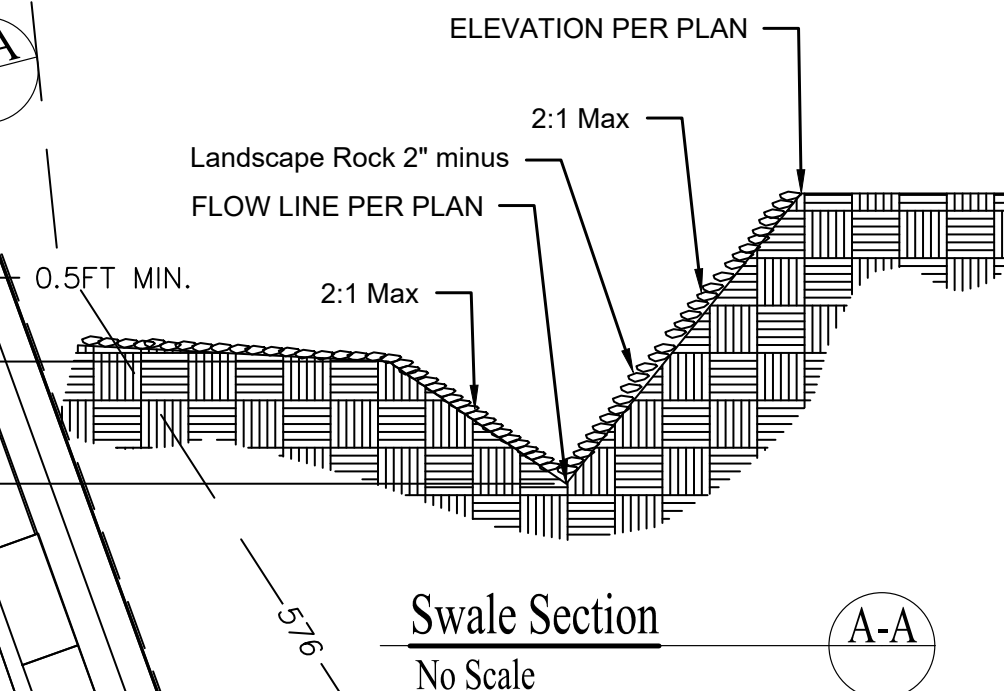 ELEVATION PER PLAN
A
2:1 Max
Landscape Rock 2" minus
FLOW LINE PER PLAN
0.5FT MIN.
2:1 Max
576
Swale Section
A-A
No Scale